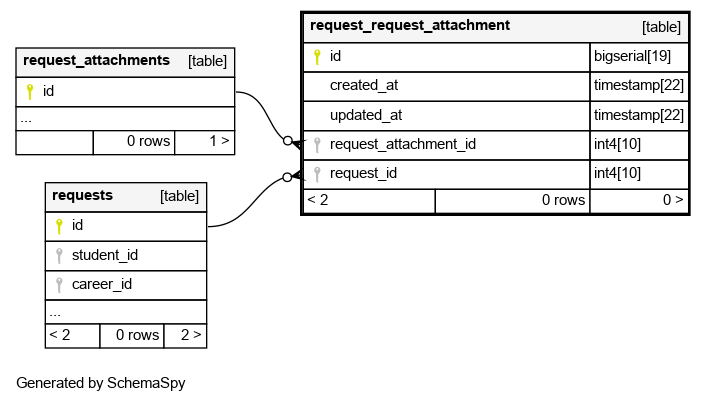 request_attachments [table]
id
...
0 rows 1 >
requests [table]
id
student_id
career_id
...
< 2 0 rows 2 >
request_request_attachment [table]
id bigserial[19]
created_at timestamp[22]
updated_at timestamp[22]
request_attachment_id int4[10]
request_id int4[10]
< 2 0 rows 0 >
Generated by SchemaSpy